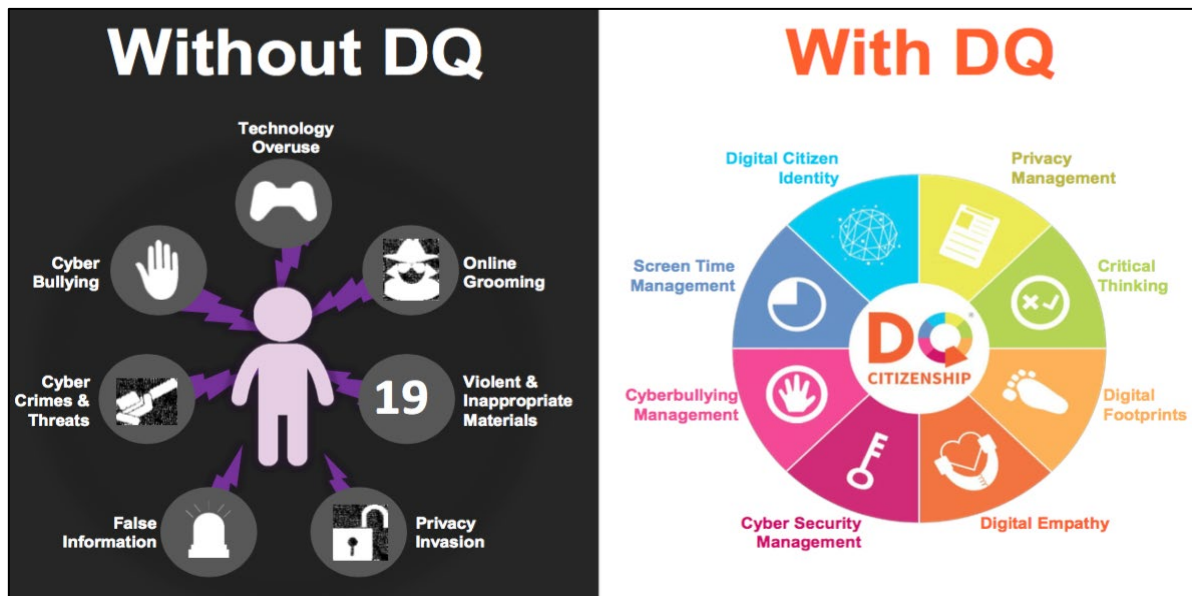 Without DQ
Technology
Overuse
Cyber
Bullying
Online
Grooming
Cyber
Crimes &
Threats
19
Violent &
Inappropriate
Materials
False
Information
Privacy
Invasion
With DQ
Digital Citizen
Identity
Privacy
Management
Screen Time
Management
Critical
Thinking
DQ®
CITIZENSHIP
Cyberbullying
Management
Digital
Footprints
Cyber Security
Management
Digital Empathy